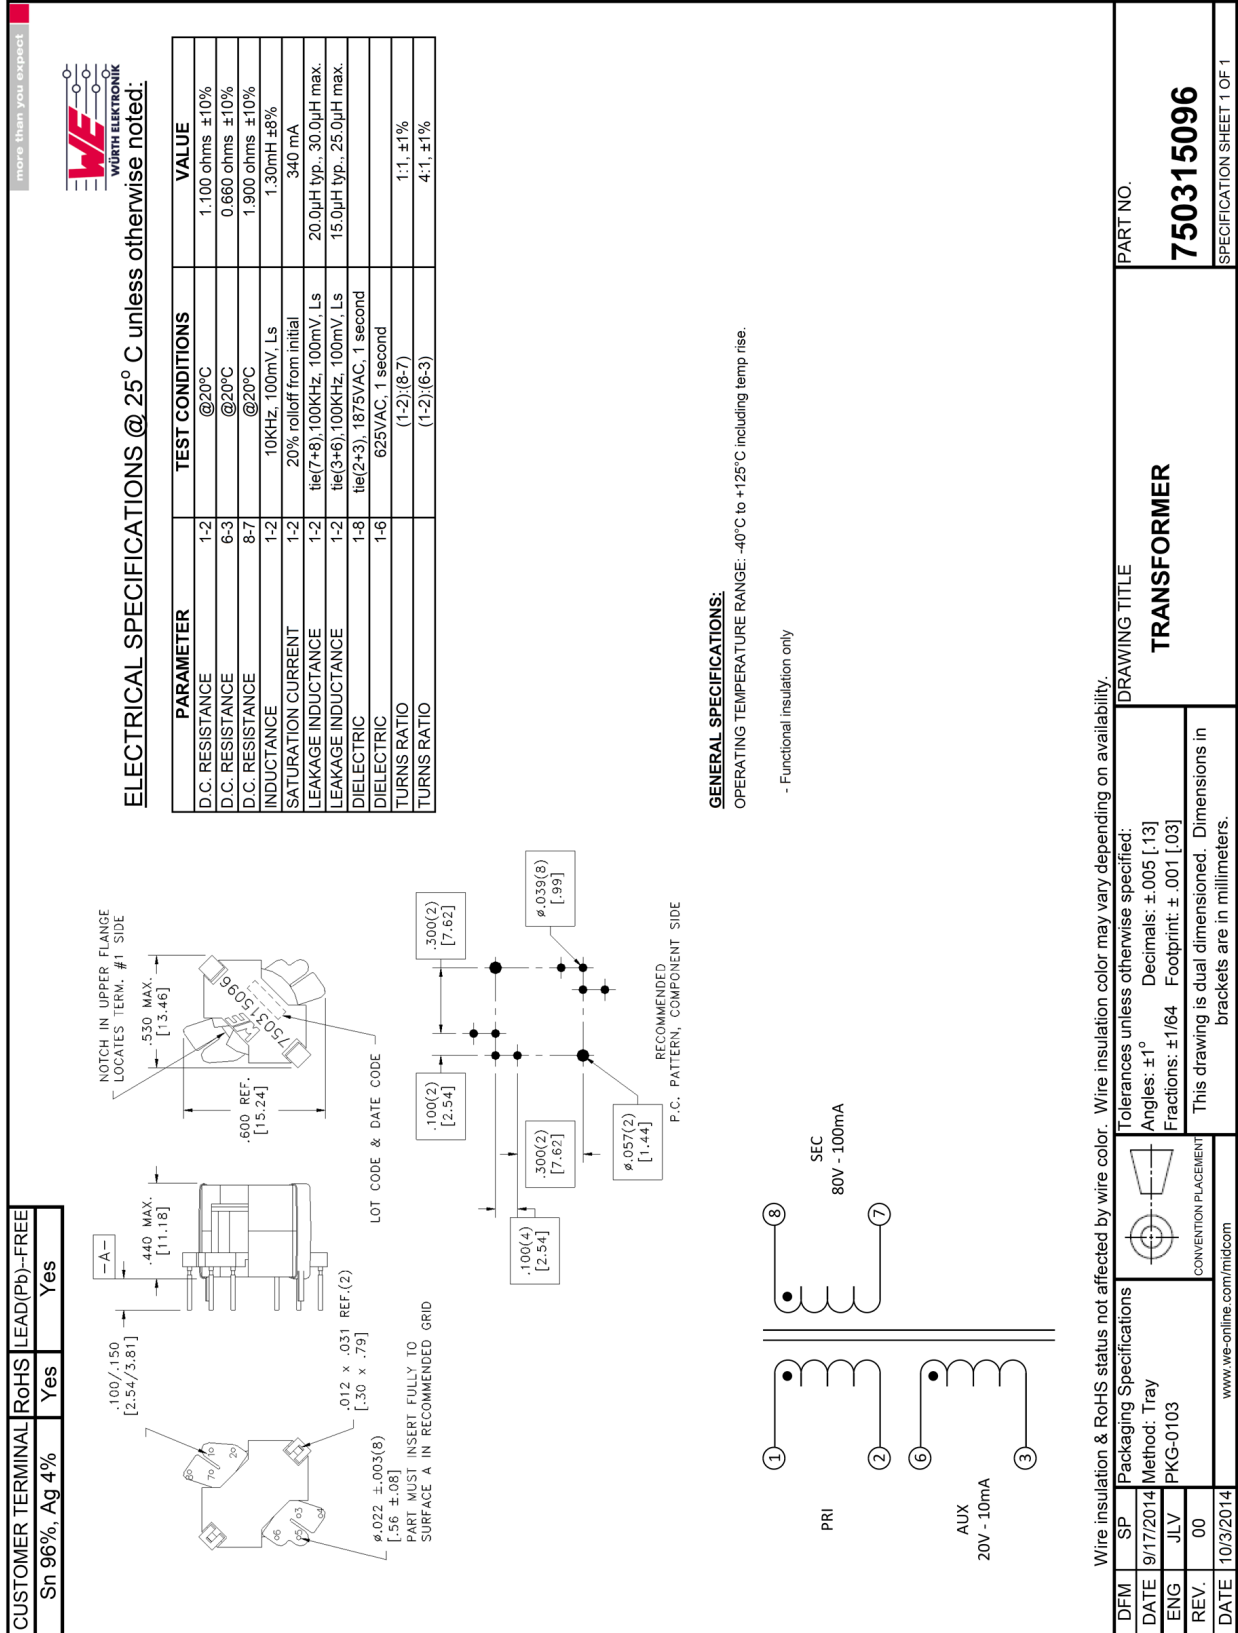 more than you expect
WE
WÜRTH ELEKTRONIK
CUSTOMER TERMINAL RoHS LEAD(Pb)-FREE
Sn 96%, Ag 4% Yes Yes
ELECTRICAL SPECIFICATIONS @ 25° C unless otherwise noted:
PARAMETER TEST CONDITIONS VALUE
D.C. RESISTANCE 1-2 @20°C 1.100 ohms ±10%
D.C. RESISTANCE 6-3 @20°C 0.660 ohms ±10%
D.C. RESISTANCE 8-7 @20°C 1.900 ohms ±10%
INDUCTANCE 1-2 10KHz, 100mV, Ls 1.30mH ±8%
SATURATION CURRENT 1-2 20% rolloff from initial 340 mA
LEAKAGE INDUCTANCE 1-2 tie(7+8),100KHz, 100mV, Ls 20.0µH typ., 30.0µH max.
LEAKAGE INDUCTANCE 1-2 tie(3+6),100KHz, 100mV, Ls 15.0µH typ., 25.0µH max.
DIELECTRIC 1-8 tie(2+3), 1875VAC, 1 second
DIELECTRIC 1-6 625VAC, 1 second
TURNS RATIO (1-2):(8-7) 1:1, ±1%
TURNS RATIO (1-2):(6-3) 4:1, ±1%
GENERAL SPECIFICATIONS:
OPERATING TEMPERATURE RANGE: -40°C to +125°C including temp rise.
- Functional insulation only
NOTCH IN UPPER FLANGE
LOCATES TERM. #1 SIDE
.530 MAX.
[13.46]
750315096
WE
.600 REF.
[15.24]
LOT CODE & DATE CODE
-A-
.440 MAX.
[11.18]
.100/.150
[2.54/3.81]
8 1
7 2
6 3
5 4
.012 x .031 REF.(2)
[.30 x .79]
ø.022 ±.003(8)
[.56 ±.08]
PART MUST INSERT FULLY TO
SURFACE A IN RECOMMENDED GRID
.300(2)
[7.62]
ø.039(8)
[.99]
.100(2)
[2.54]
.300(2)
[7.62]
ø.057(2)
[1.44]
.100(4)
[2.54]
RECOMMENDED
P.C. PATTERN, COMPONENT SIDE
1 8
PRI
SEC
80V - 100mA
2 7
6
AUX
20V - 10mA
3
Wire insulation & RoHS status not affected by wire color. Wire insulation color may vary depending on availability.
DFM SP
DATE 9/17/2014
ENG JLV
REV. 00
DATE 10/3/2014
Packaging Specifications
Method: Tray
PKG-0103
www.we-online.com/midcom
CONVENTION PLACEMENT
Tolerances unless otherwise specified:
Angles: ±1° Decimals: ±.005 [.13]
Fractions: ±1/64 Footprint: ± .001 [.03]
This drawing is dual dimensioned. Dimensions in
brackets are in millimeters.
DRAWING TITLE
TRANSFORMER
PART NO.
750315096
SPECIFICATION SHEET 1 OF 1